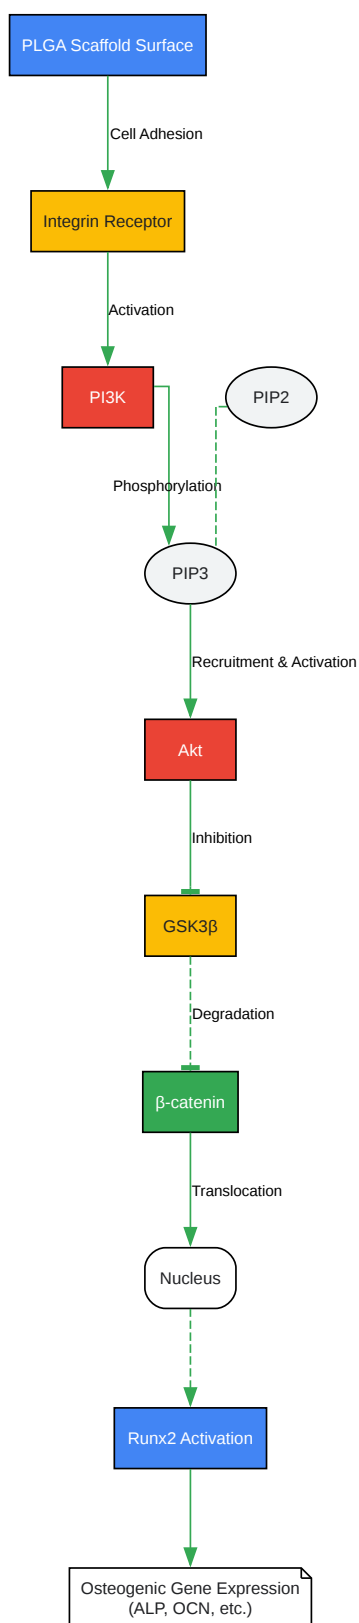 PLGA Scaffold Surface
Cell Adhesion
Integrin Receptor
Activation
PI3K
PIP2
Phosphorylation
PIP3
Recruitment & Activation
Akt
Inhibition
GSK3β
Degradation
β-catenin
Translocation
Nucleus
Runx2 Activation
Osteogenic Gene Expression
(ALP, OCN, etc.)